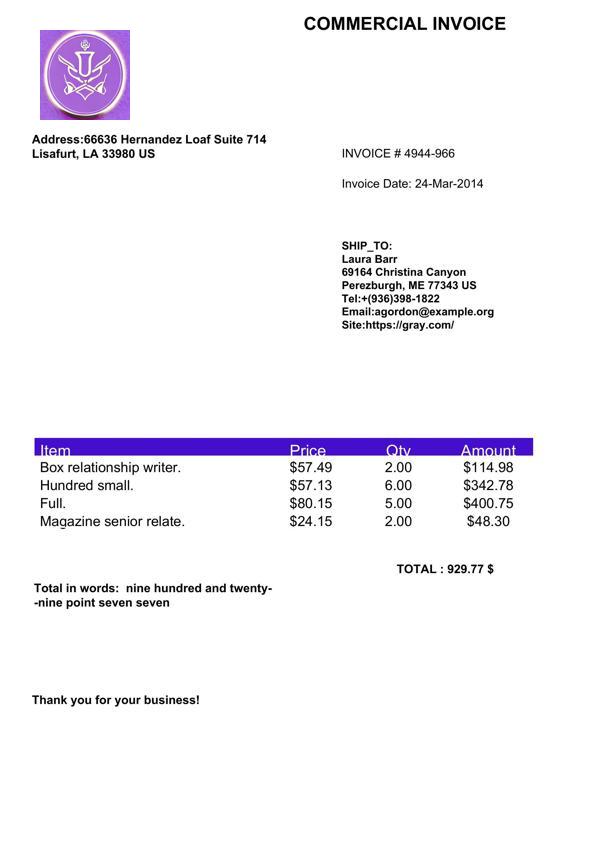 COMMERCIAL INVOICE
U
Address:66636 Hernandez Loaf Suite 714
Lisafurt, LA 33980 US
INVOICE # 4944-966
Invoice Date: 24-Mar-2014
SHIP_TO:
Laura Barr
69164 Christina Canyon
Perezburgh, ME 77343 US
Tel:+(936)398-1822
Email:agordon@example.org
Site:https://gray.com/
Item Price Qty Amount
Box relationship writer. $57.49 2.00 $114.98
Hundred small. $57.13 6.00 $342.78
Full. $80.15 5.00 $400.75
Magazine senior relate. $24.15 2.00 $48.30
TOTAL : 929.77 $
Total in words:  nine hundred and twenty-
-nine point seven seven
Thank you for your business!